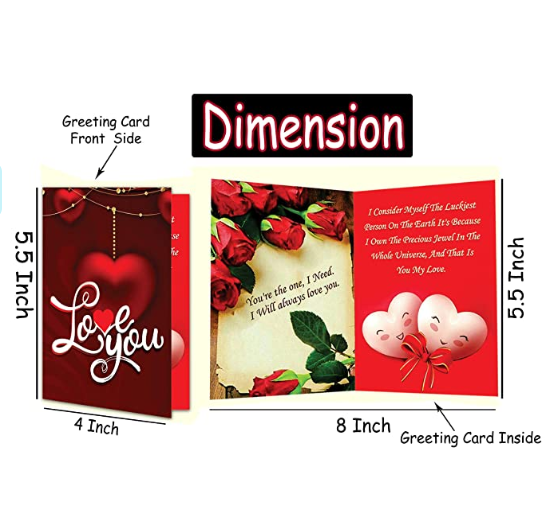 Dimension
Greeting Card
Front Side
5.5 Inch
Love
you
4 Inch
You're the one, I Need.
I Will always love you.
I Consider Myself The Luckiest
Person On The Earth It's Because
I Own The Precious Jewel In The
Whole Universe, And That Is
You My Love.
5.5 Inch
8 Inch
Greeting Card Inside